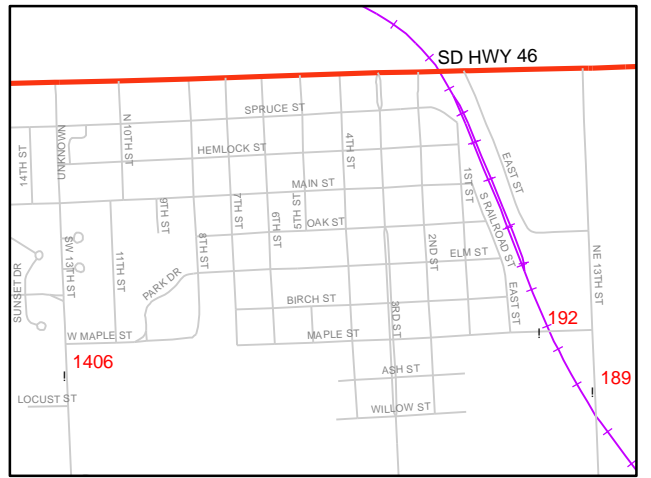 SD HWY 46
SPRUCE ST
HEMLOCK ST
MAIN ST
OAK ST
ELM ST
BIRCH ST
W MAPLE ST
MAPLE ST
ASH ST
WILLOW ST
LOCUST ST
14TH ST
UNKNOWN
N 10TH ST
4TH ST
1ST ST
EAST ST
S RAILROAD ST
9TH ST
7TH ST
6TH ST
5TH ST
8TH ST
2ND ST
SW 13TH ST
11TH ST
PARK DR
SUNSET DR
3RD ST
EAST ST
NE 13TH ST
192
!
1406
!
189
!